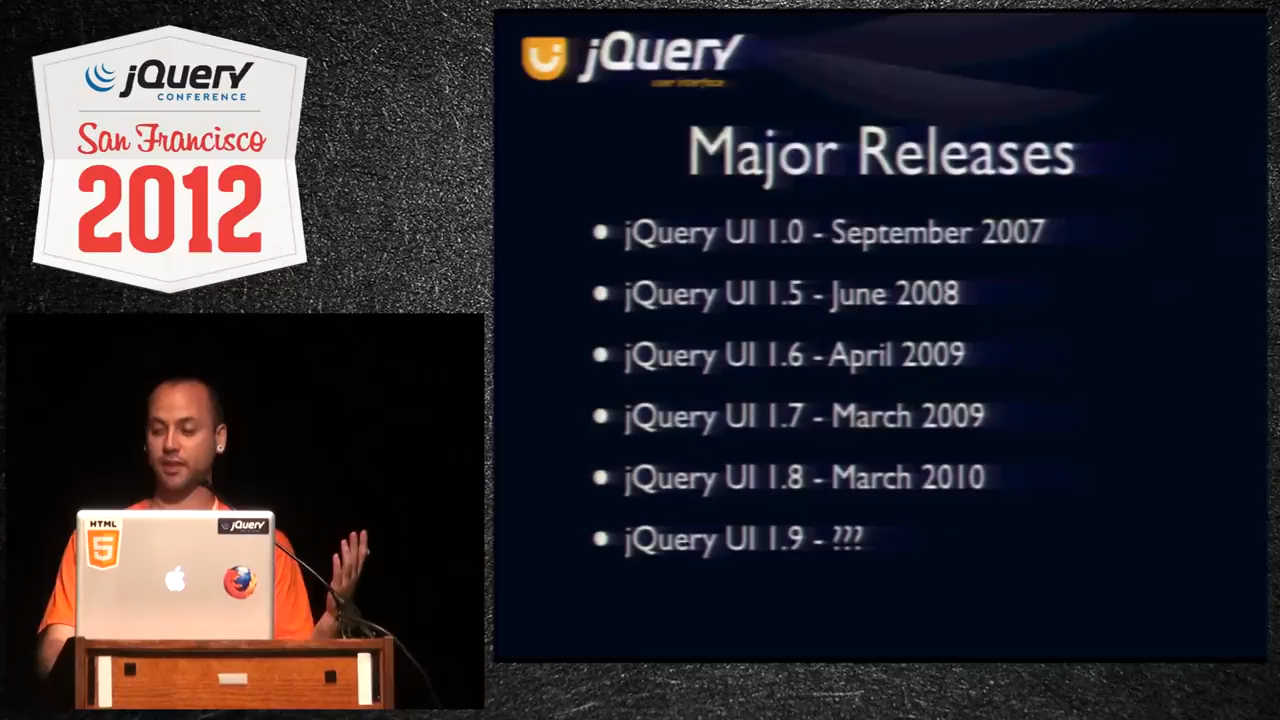 jQuery
CONFERENCE
San Francisco
2012
jQuery
user interface
Major Releases
• jQuery UI 1.0 - September 2007
• jQuery UI 1.5 - June 2008
• jQuery UI 1.6 - April 2009
• jQuery UI 1.7 - March 2009
• jQuery UI 1.8 - March 2010
• jQuery UI 1.9 - ???
HTML
5
jQuery